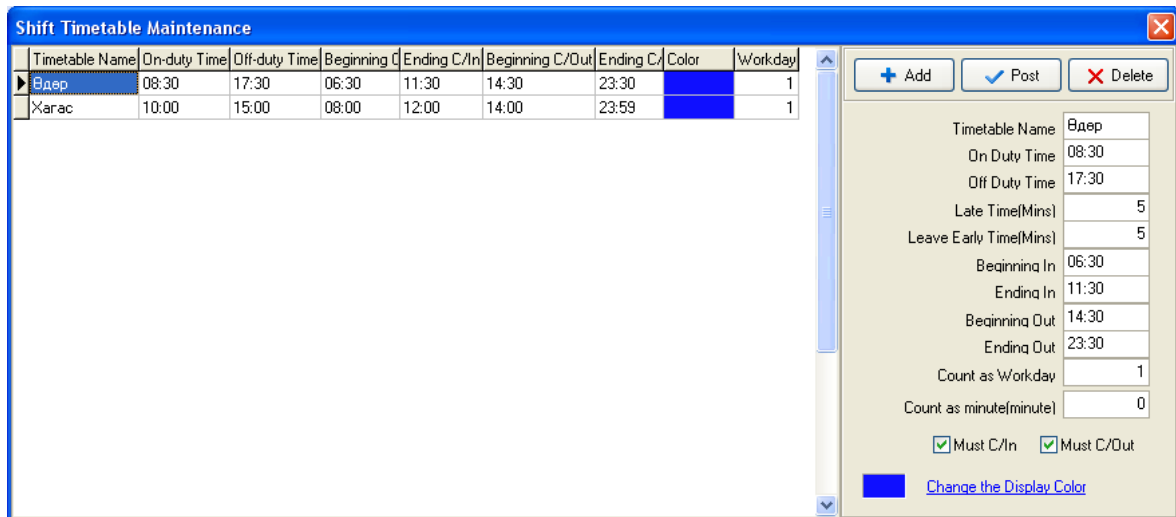 Shift Timetable Maintenance
Timetable Name On-duty Time Off-duty Time Beginning C Ending C/In Beginning C/Out Ending C/ Color Workday
Өдөр 08:30 17:30 06:30 11:30 14:30 23:30 1
Хагас 10:00 15:00 08:00 12:00 14:00 23:59 1
Add Post Delete
Timetable Name Өдөр
On Duty Time 08:30
Off Duty Time 17:30
Late Time(Mins) 5
Leave Early Time(Mins) 5
Beginning In 06:30
Ending In 11:30
Beginning Out 14:30
Ending Out 23:30
Count as Workday 1
Count as minute(minute) 0
Must C/In Must C/Out
Change the Display Color